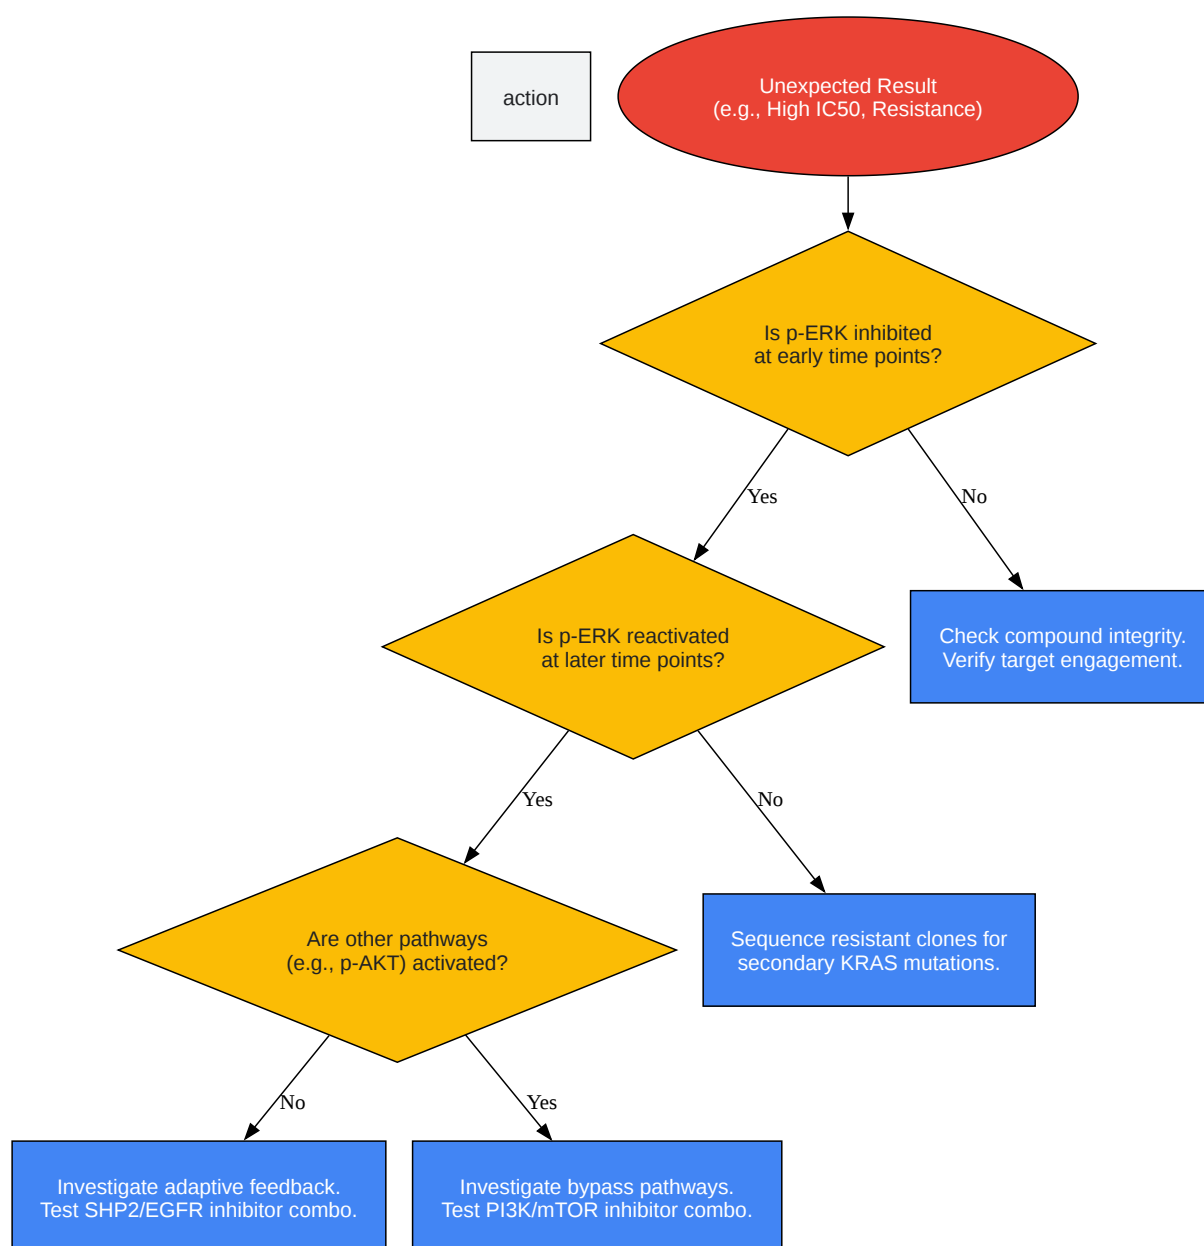 action
Unexpected Result
(e.g., High IC50, Resistance)
Is p-ERK inhibited
at early time points?
Yes
No
Is p-ERK reactivated
at later time points?
Check compound integrity.
Verify target engagement.
Yes
No
Are other pathways
(e.g., p-AKT) activated?
Sequence resistant clones for
secondary KRAS mutations.
No
Yes
Investigate adaptive feedback.
Test SHP2/EGFR inhibitor combo.
Investigate bypass pathways.
Test PI3K/mTOR inhibitor combo.